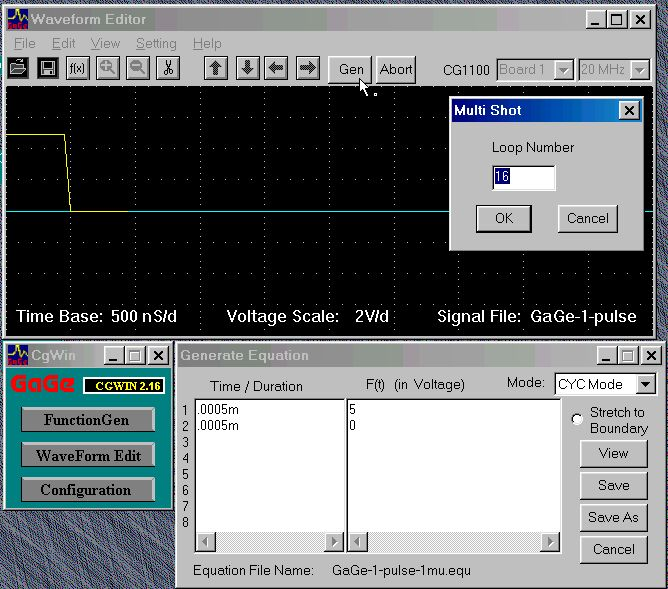 Waveform Editor
File Edit View Setting Help
f(x) Gen Abort CG1100 Board 1 20 MHz
Multi Shot
Loop Number
16
OK Cancel
Time Base: 500 nS/d Voltage Scale: 2V/d Signal File: GaGe-1-pulse
CgWin
GaGe CGWIN 2.16
FunctionGen
WaveForm Edit
Configuration
Generate Equation
Time / Duration F(t) (in Voltage) Mode: CYC Mode
1 .0005m 5
2 .0005m 0
3
4
5
6
7
8
Stretch to
Boundary
View
Save
Save As
Cancel
Equation File Name: GaGe-1-pulse-1mu.equ